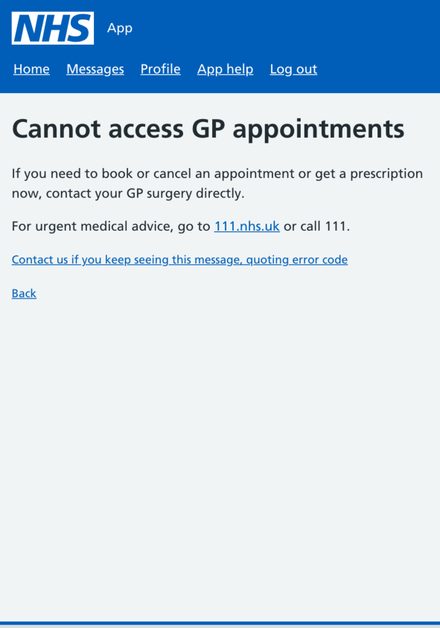 NHS App
Home Messages Profile App help Log out
Cannot access GP appointments
If you need to book or cancel an appointment or get a prescription
now, contact your GP surgery directly.
For urgent medical advice, go to 111.nhs.uk or call 111.
Contact us if you keep seeing this message, quoting error code
Back